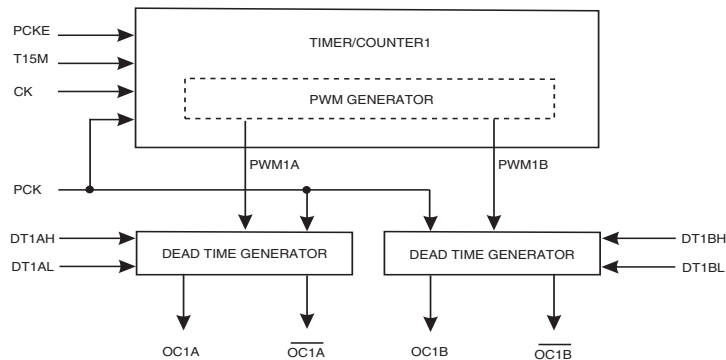 PCKE
TIMER/COUNTER1
T15M
CK
PWM GENERATOR
PWM1A
PWM1B
PCK
DT1AH
DT1BH
DEAD TIME GENERATOR
DEAD TIME GENERATOR
DT1AL
DT1BL
OC1A
OC1A
OC1B
OC1B